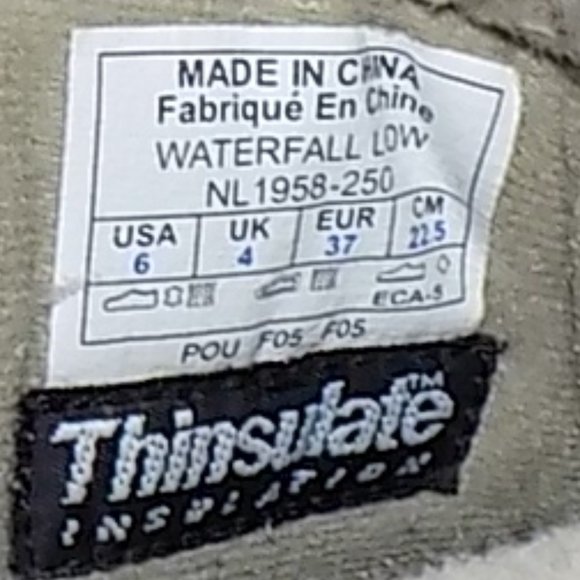 MADE IN CHINA
Fabriqué En Chine
WATERFALL LOW
NL1958-250
USA UK EUR CM
6 4 37 22.5
ECA-5
POU F05 F05
Thinsulate™
INSULATION